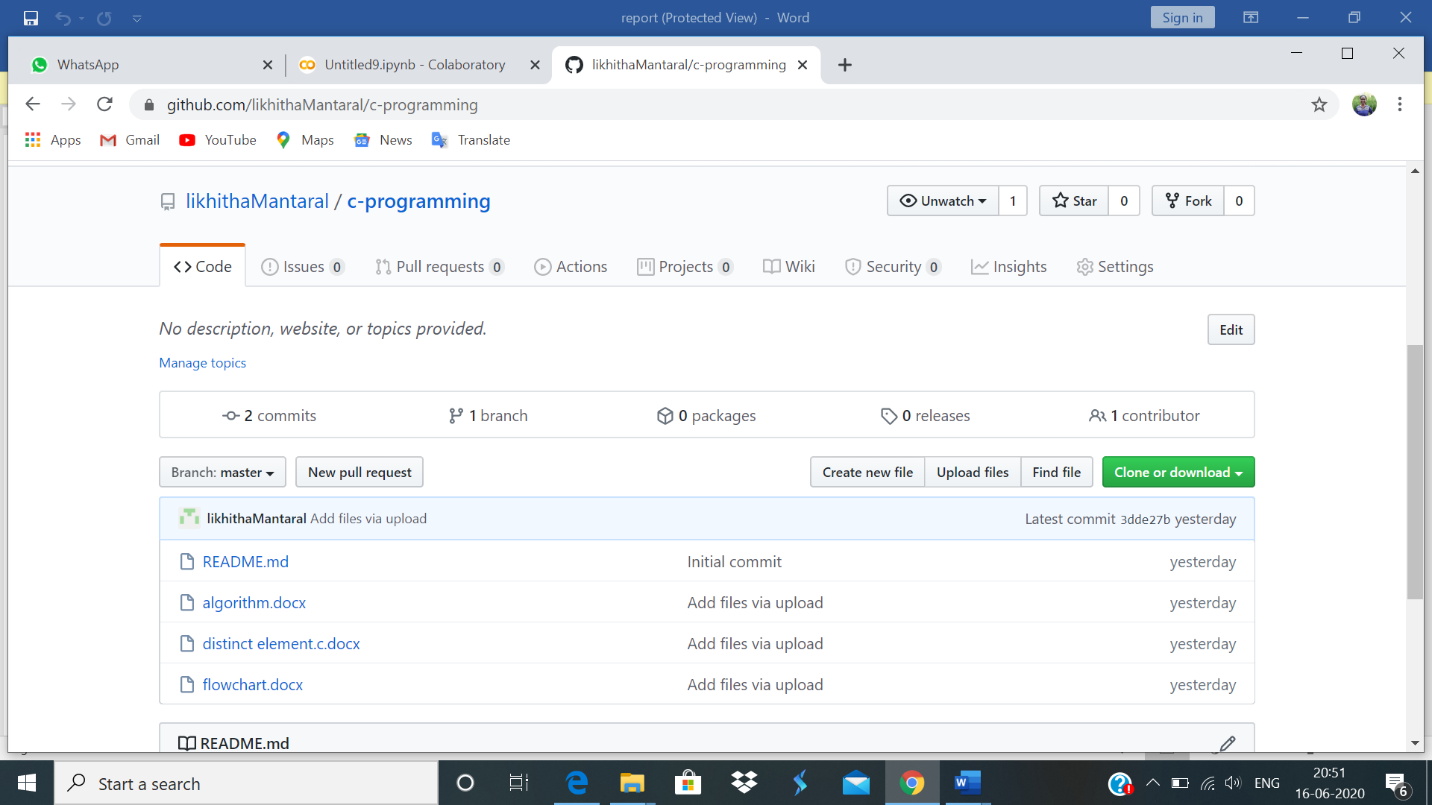 report (Protected View) - Word
Sign in
WhatsApp
Untitled9.ipynb - Colaboratory
likhithaMantaral/c-programming
github.com/likhithaMantaral/c-programming
Apps Gmail YouTube Maps News Translate
likhithaMantaral / c-programming
Unwatch 1 Star 0 Fork 0
Code Issues 0 Pull requests 0 Actions Projects 0 Wiki Security 0 Insights Settings
No description, website, or topics provided.
Edit
Manage topics
2 commits 1 branch 0 packages 0 releases 1 contributor
Branch: master New pull request Create new file Upload files Find file Clone or download
likhithaMantaral Add files via upload Latest commit 3dde27b yesterday
README.md Initial commit yesterday
algorithm.docx Add files via upload yesterday
distinct element.c.docx Add files via upload yesterday
flowchart.docx Add files via upload yesterday
README.md
Start a search
ENG
20:51
16-06-2020
6